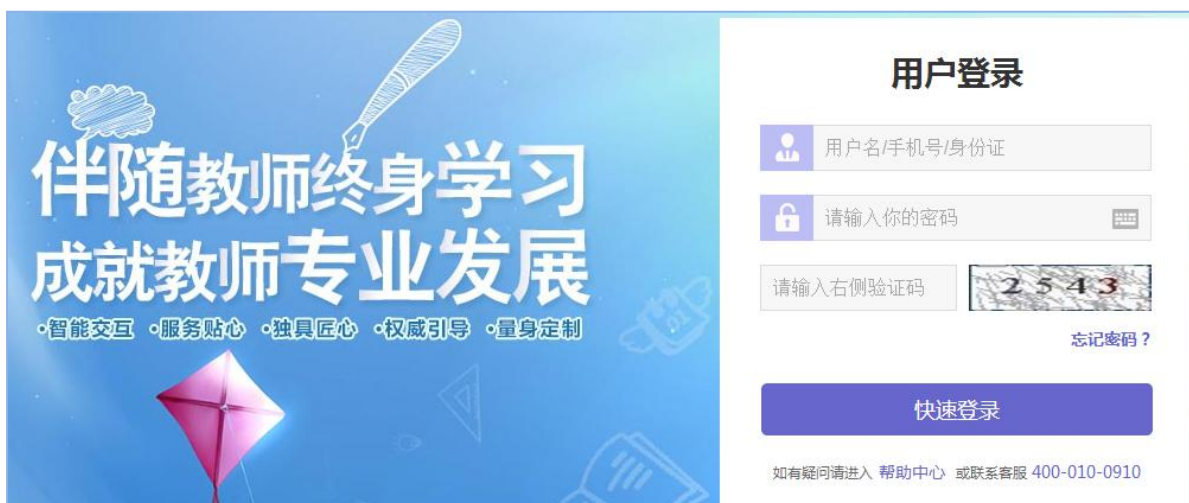 伴随教师终身学习
成就教师专业发展
·智能交互 ·服务贴心 ·独具匠心 ·权威引导 ·量身定制
用户登录
用户名/手机号/身份证
请输入你的密码
请输入右侧验证码
2543
忘记密码？
快速登录
如有疑问请进入 帮助中心 或联系客服 400-010-0910